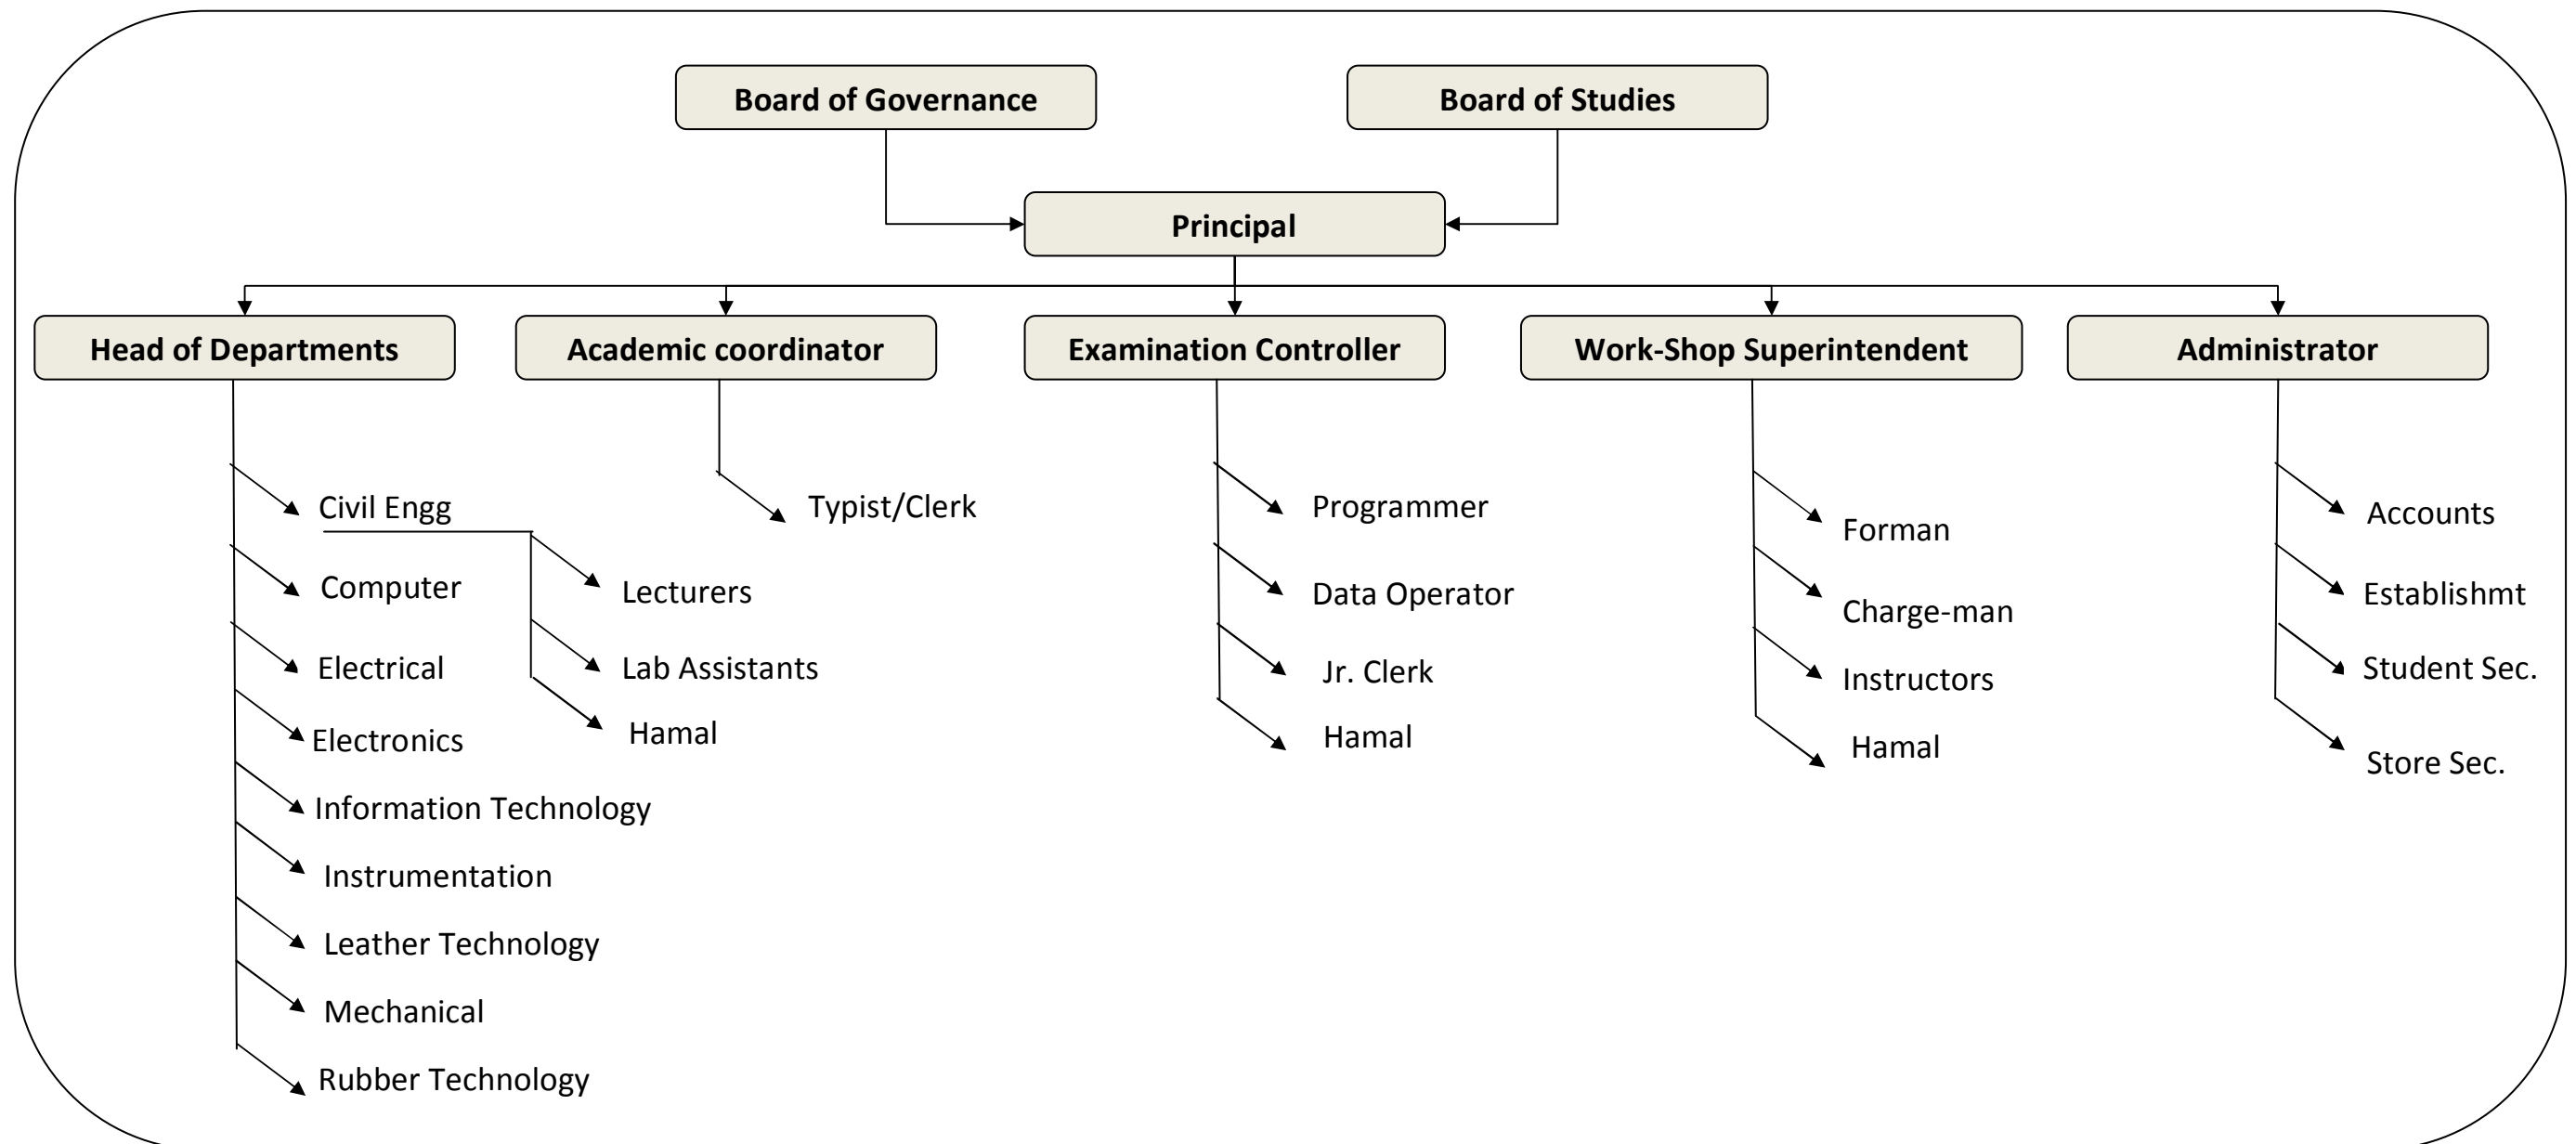 Board of Governance
Board of Studies
Principal
Head of Departments
Academic coordinator
Examination Controller
Work-Shop Superintendent
Administrator
Civil Engg
Computer
Electrical
Electronics
Information Technology
Instrumentation
Leather Technology
Mechanical
Rubber Technology
Lecturers
Lab Assistants
Hamal
Typist/Clerk
Programmer
Data Operator
Jr. Clerk
Hamal
Forman
Charge-man
Instructors
Hamal
Accounts
Establishmt
Student Sec.
Store Sec.